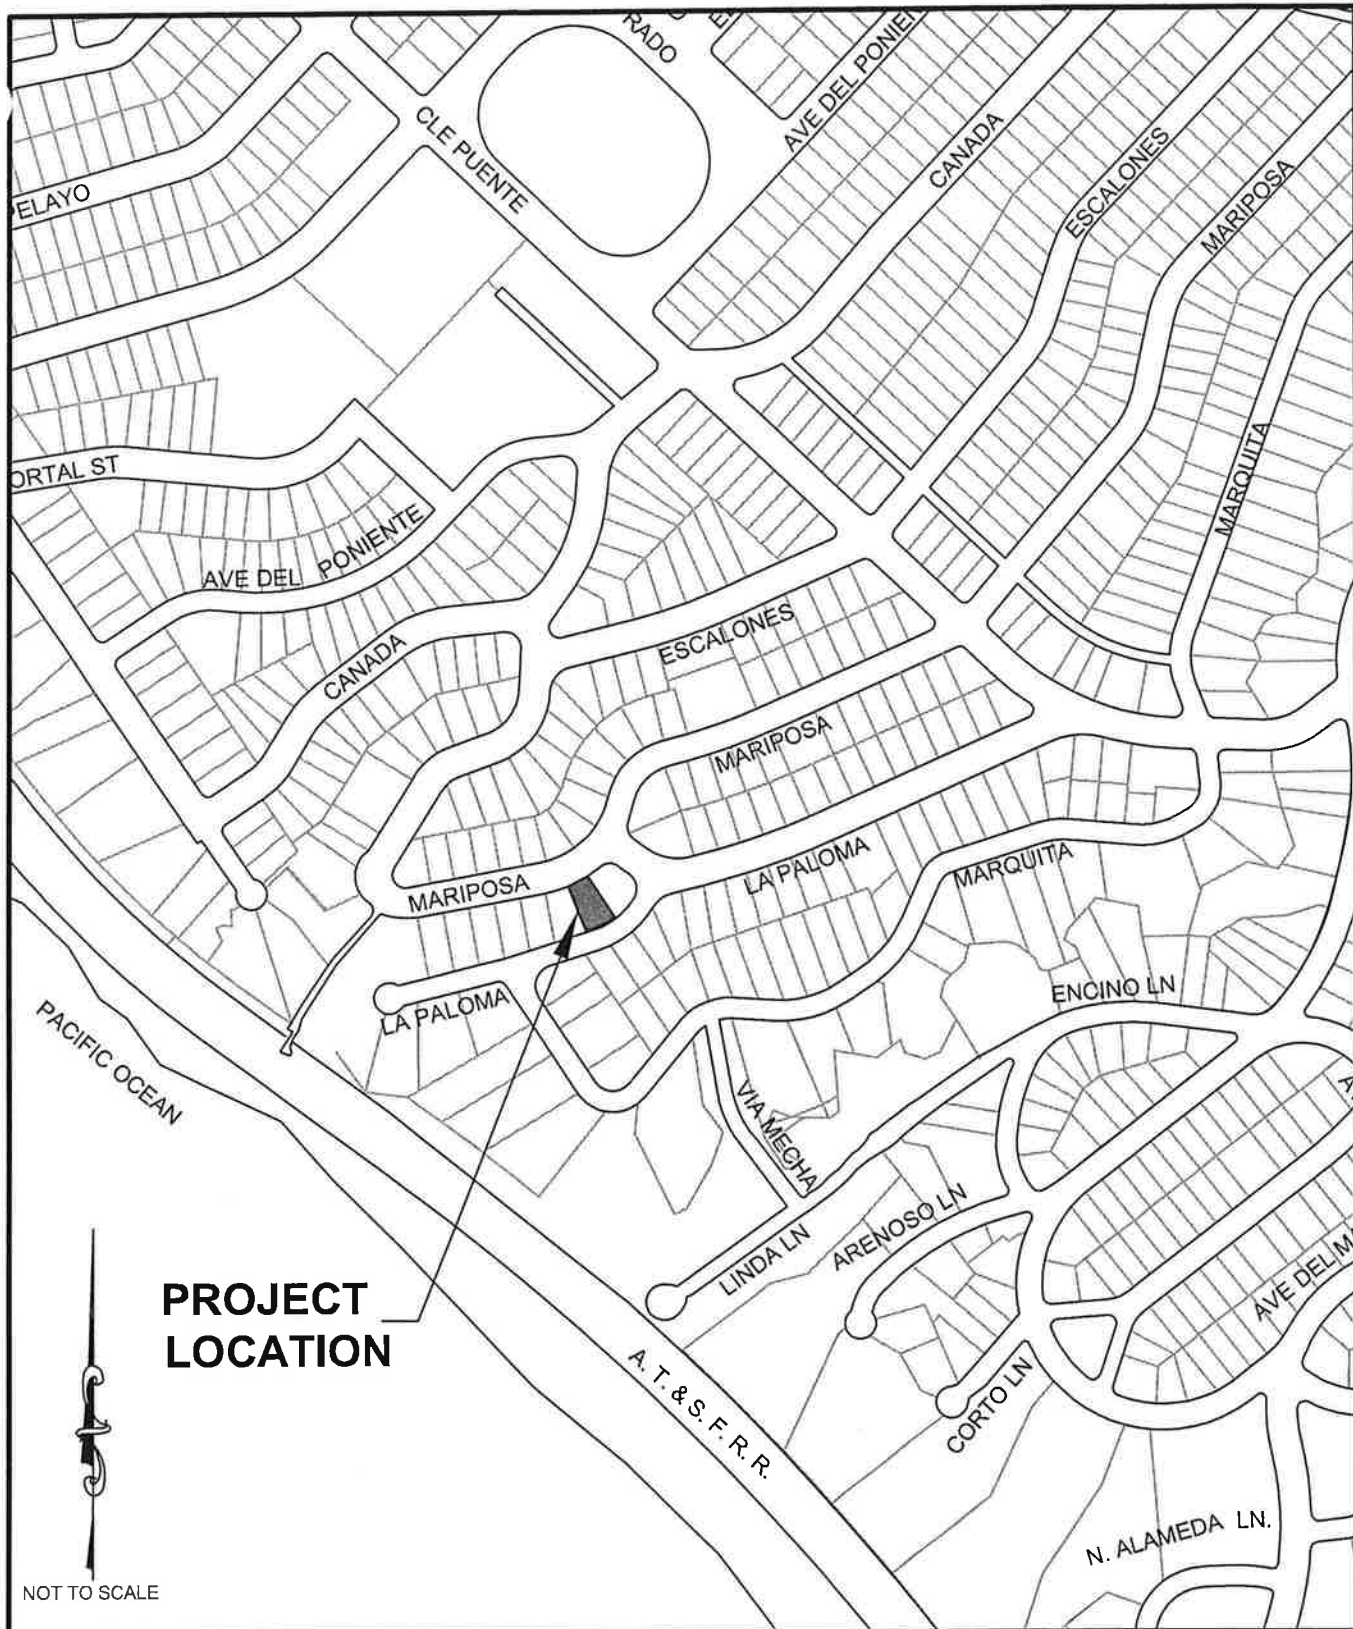 RADO
AVE DEL PONIEN
CLE PUENTE
CANADA
ESCALONES
MARIPOSA
PELAYO
MARQUITA
ORTAL ST
AVE DEL PONIENTE
ESCALONES
CANADA
MARIPOSA
LA PALOMA
MARQUITA
MARIPOSA
ENCINO LN
LA PALOMA
PACIFIC OCEAN
VIA MECHA
ARENOSO LN
LINDA LN
AVE DEL MA
PROJECT
LOCATION
A. T. & S. F. R. R.
CORTO LN
N. ALAMEDA LN.
NOT TO SCALE